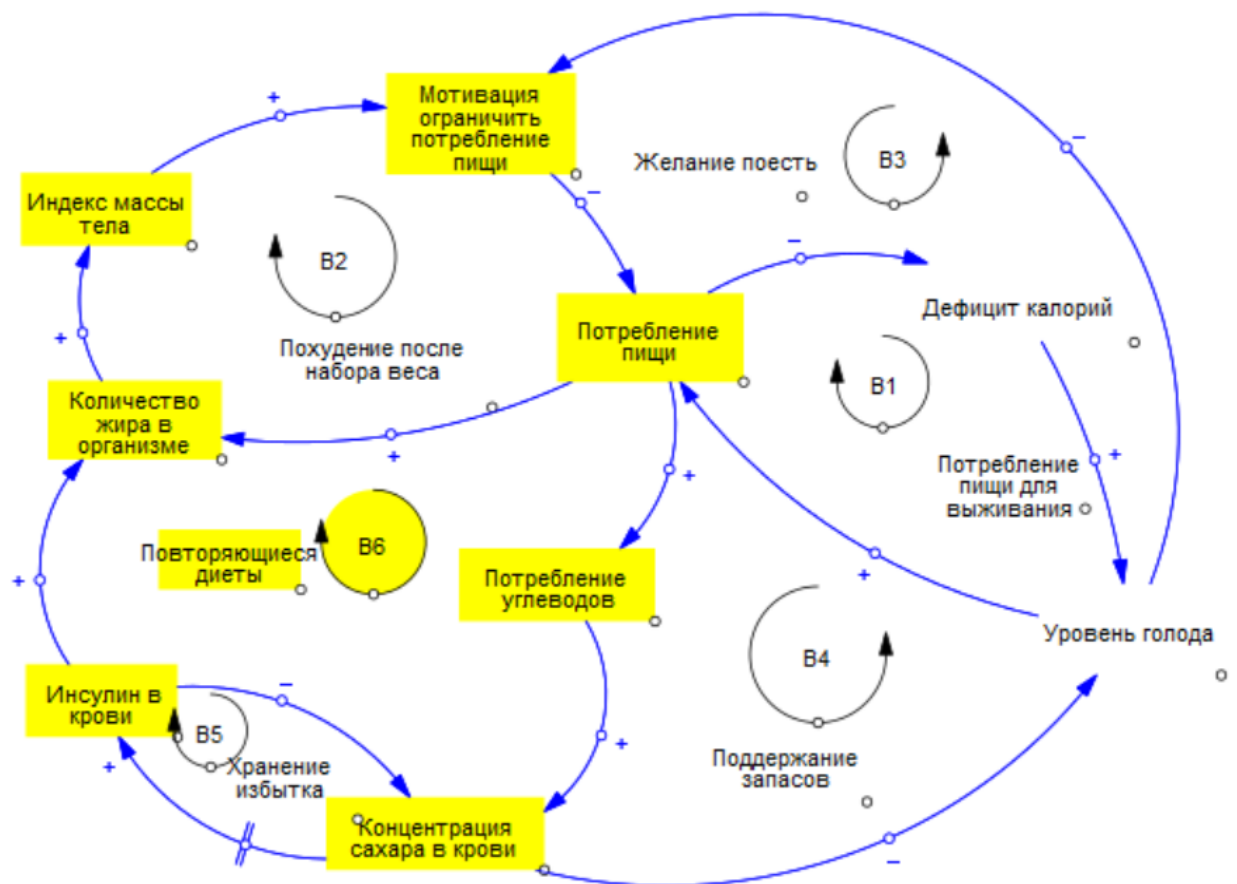 Мотивация
ограничить
потребление
пищи
+
−
Желание поесть
B3
Индекс массы
тела
−
B2
−
Потребление
пищи
Дефицит калорий
+
Похудение после
набора веса
B1
Количество
жира в
организме
+
+
Потребление
пищи для
выживания
+
Повторяющиеся
диеты
B6
+
Потребление
углеводов
+
Уровень голода
B4
Инсулин в
крови
−
B5
+
Хранение
избытка
+
Поддержание
запасов
Концентрация
сахара в крови
−